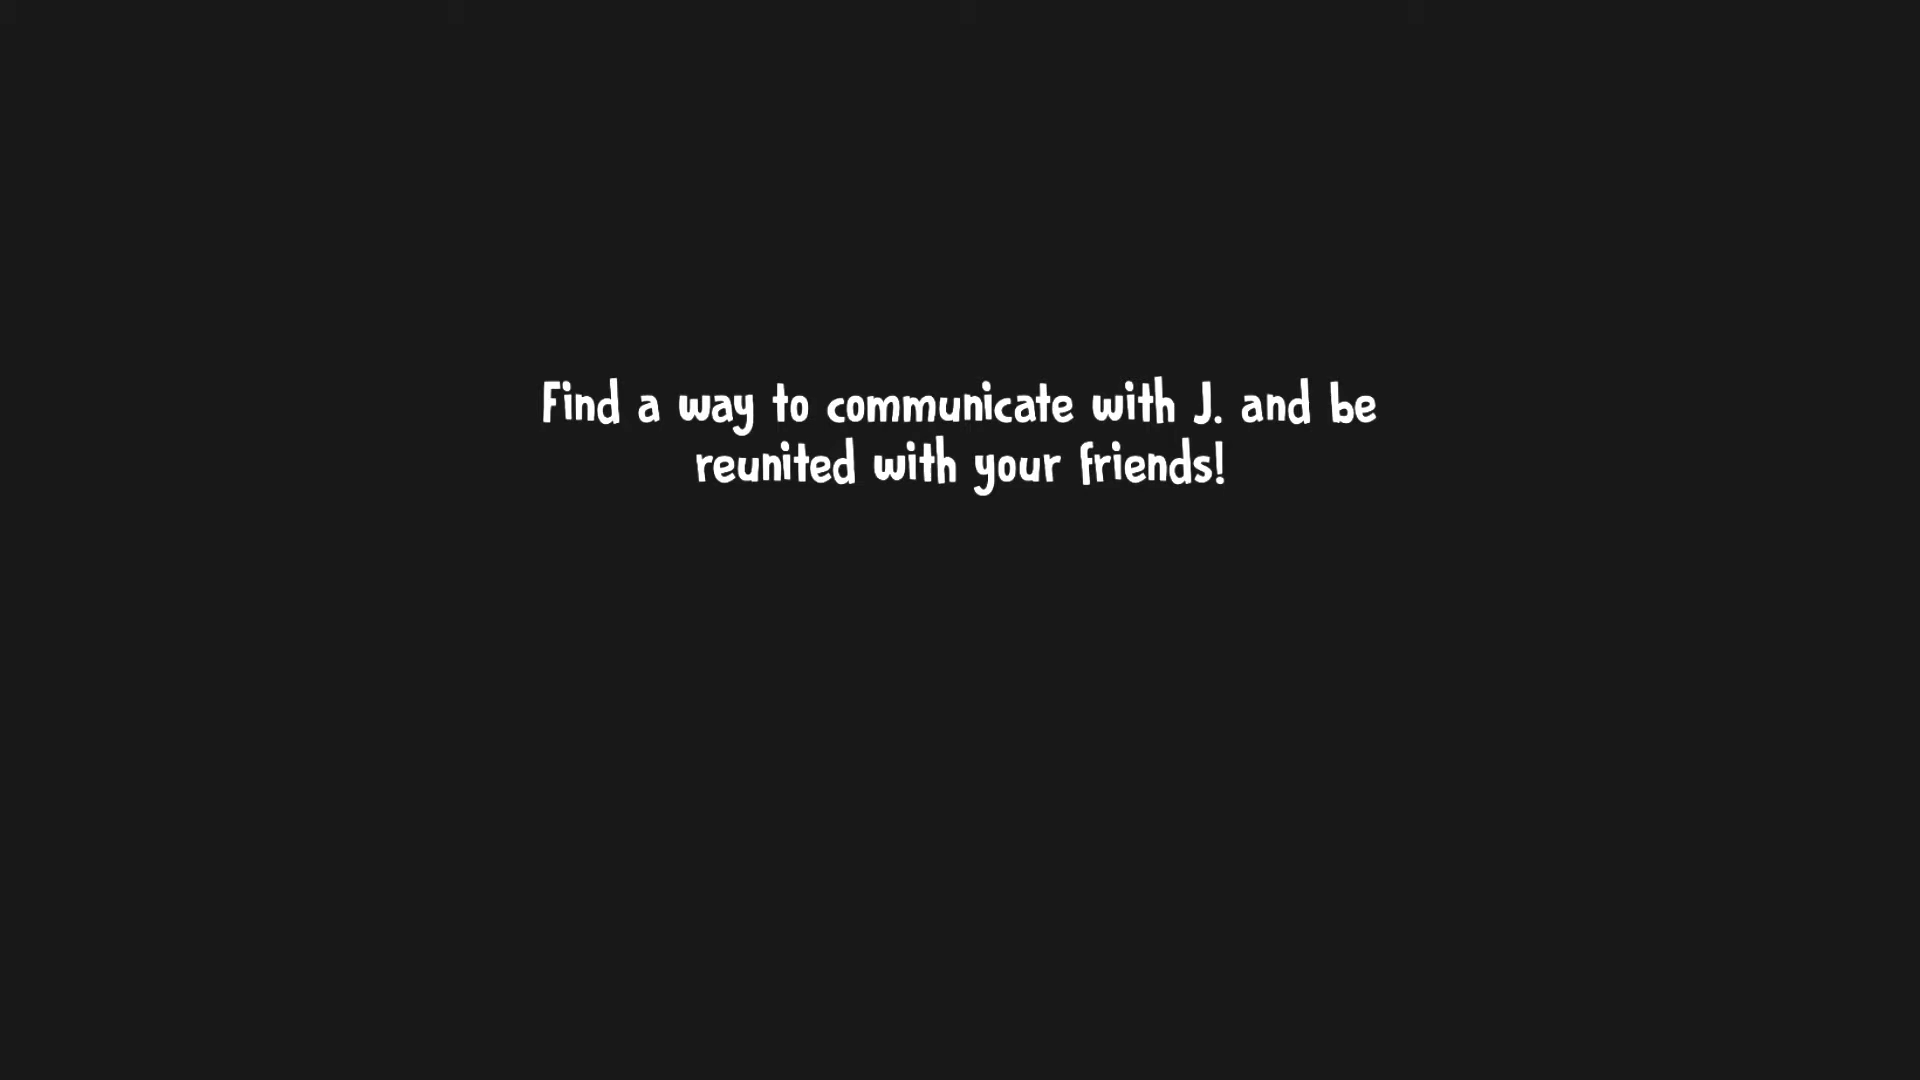 Find a way to communicate with J. and be
reunited with your friends!